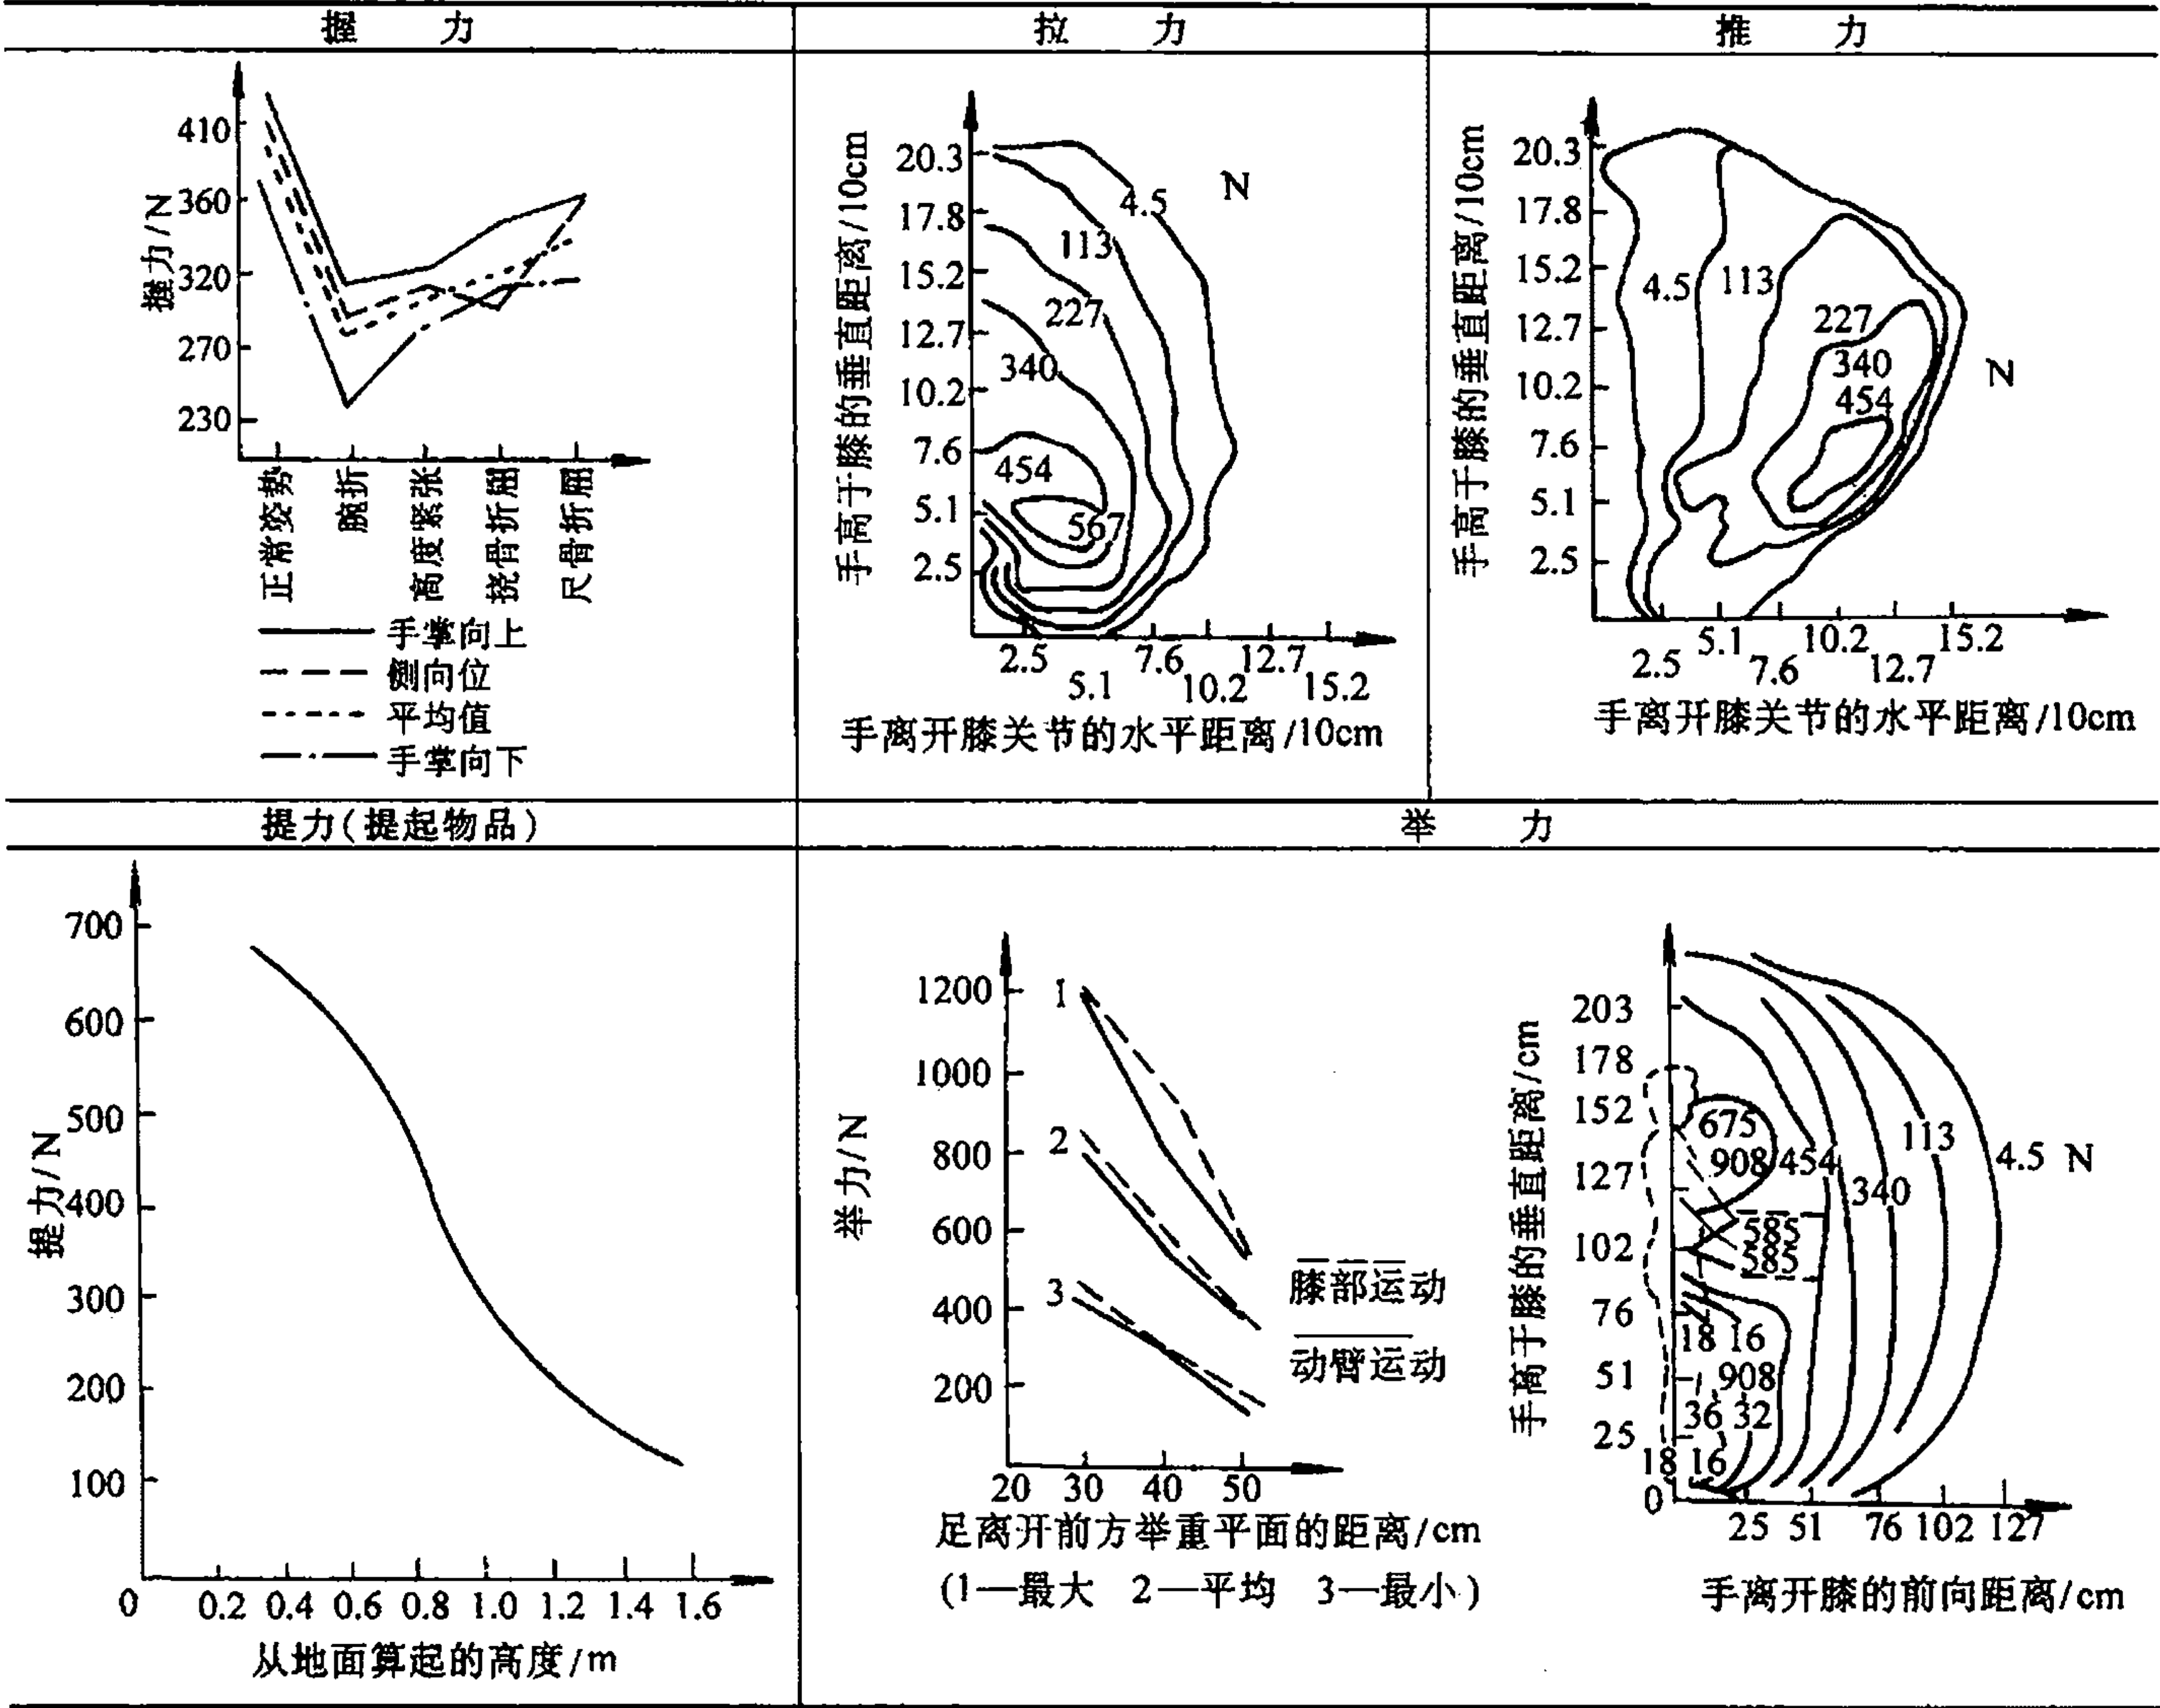 握 力
拉 力
推 力
握力/N
410
360
320
270
230
正常姿势
腕折
高度紧张
挠骨折屈
尺骨折屈
手掌向上
侧向位
平均值
手掌向下
手高于膝的垂直距离/10cm
20.3
17.8
15.2
12.7
10.2
7.6
5.1
2.5
N
4.5
113
227
340
454
567
2.5
5.1
7.6
10.2
12.7
15.2
手离开膝关节的水平距离/10cm
手高于膝的垂直距离/10cm
20.3
17.8
15.2
12.7
10.2
7.6
5.1
2.5
4.5
113
227
340
454
N
2.5
5.1
7.6
10.2
12.7
15.2
手离开膝关节的水平距离/10cm
提力(提起物品)
举 力
提力/N
700
600
500
400
300
200
100
0 0.2 0.4 0.6 0.8 1.0 1.2 1.4 1.6
从地面算起的高度/m
举力/N
1200
1000
800
600
400
200
1
2
3
膝部运动
动臂运动
20 30 40 50
足离开前方举重平面的距离/cm
(1—最大 2—平均 3—最小)
手高于膝的垂直距离/cm
203
178
152
127
102
76
51
25
0
675
908
454
340
113
4.5 N
585
585
18 16
908
36 32
18 16
25 51 76 102 127
手离开膝的前向距离/cm